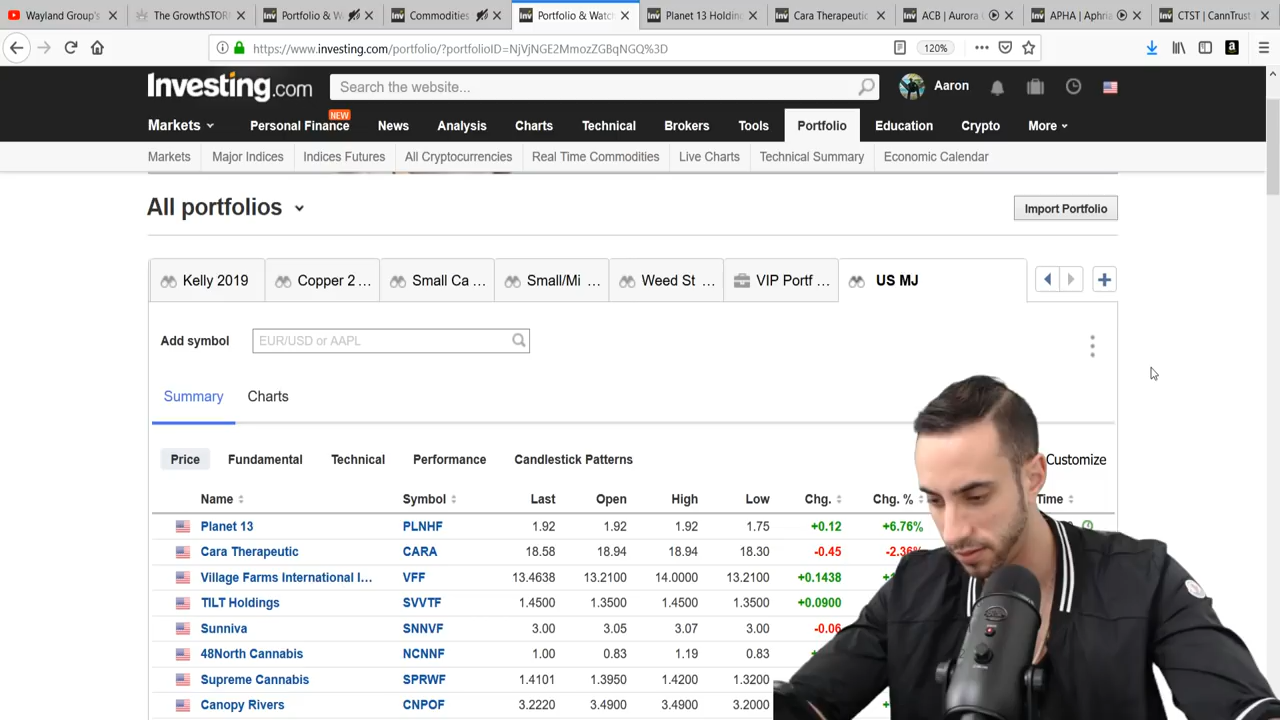 Wayland Group's
The GrowthSTOR
Portfolio & W
Commodities
Portfolio & Watc
Planet 13 Holdin
Cara Therapeutic
ACB | Aurora
APHA | Aphri
CTST | CannTrust
https://www.investing.com/portfolio/?portfolioID=NjVjNGE2MmozZGBqNGQ%3D
120%
Investing.com
Search the website...
Aaron
NEW
Markets
Personal Finance
News
Analysis
Charts
Technical
Brokers
Tools
Portfolio
Education
Crypto
More
Markets
Major Indices
Indices Futures
All Cryptocurrencies
Real Time Commodities
Live Charts
Technical Summary
Economic Calendar
All portfolios
Import Portfolio
Kelly 2019
Copper 2 ...
Small Ca ...
Small/Mi ...
Weed St ...
VIP Portf ...
US MJ
Add symbol
EUR/USD or AAPL
Summary
Charts
Price
Fundamental
Technical
Performance
Candlestick Patterns
Customize
Name Symbol Last Open High Low Chg. Chg. % Time
Planet 13 PLNHF 1.92 1.92 1.92 1.75 +0.12 +6.76%
Cara Therapeutic CARA 18.58 18.94 18.94 18.30 -0.45 -2.36%
Village Farms International I... VFF 13.4638 13.2100 14.0000 13.2100 +0.1438
TILT Holdings SVVTF 1.4500 1.3500 1.4500 1.3500 +0.0900
Sunniva SNNVF 3.00 3.05 3.07 3.00 -0.06
48North Cannabis NCNNF 1.00 0.83 1.19 0.83
Supreme Cannabis SPRWF 1.4101 1.3950 1.4200 1.3200
Canopy Rivers CNPOF 3.2220 3.4900 3.4900 3.2000